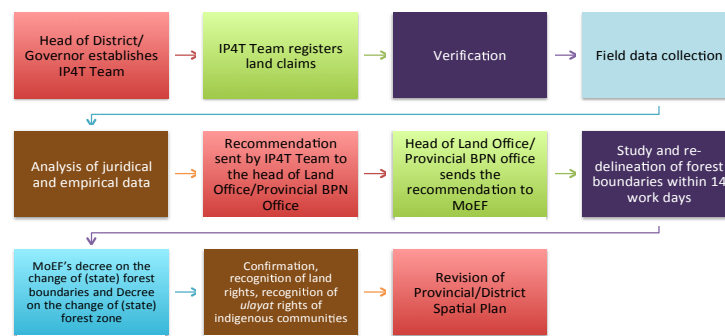 Head of District/
Governor establishes
IP4T Team
IP4T Team registers
land claims
Verification
Field data collection
Analysis of juridical
and empirical data
Recommendation
sent by IP4T Team to
the head of Land
Office/Provincial BPN
Office
Head of Land Office/
Provincial BPN office
sends the
recommendation to
MoEF
Study and re-
delineation of forest
boundaries within 14
work days
MoEF's decree on the
change of (state) forest
boundaries and Decree
on the change of (state)
forest zone
Confirmation,
recognition of land
rights, recognition of
ulayat rights of
indigenous communities
Revision of
Provincial/District
Spatial Plan